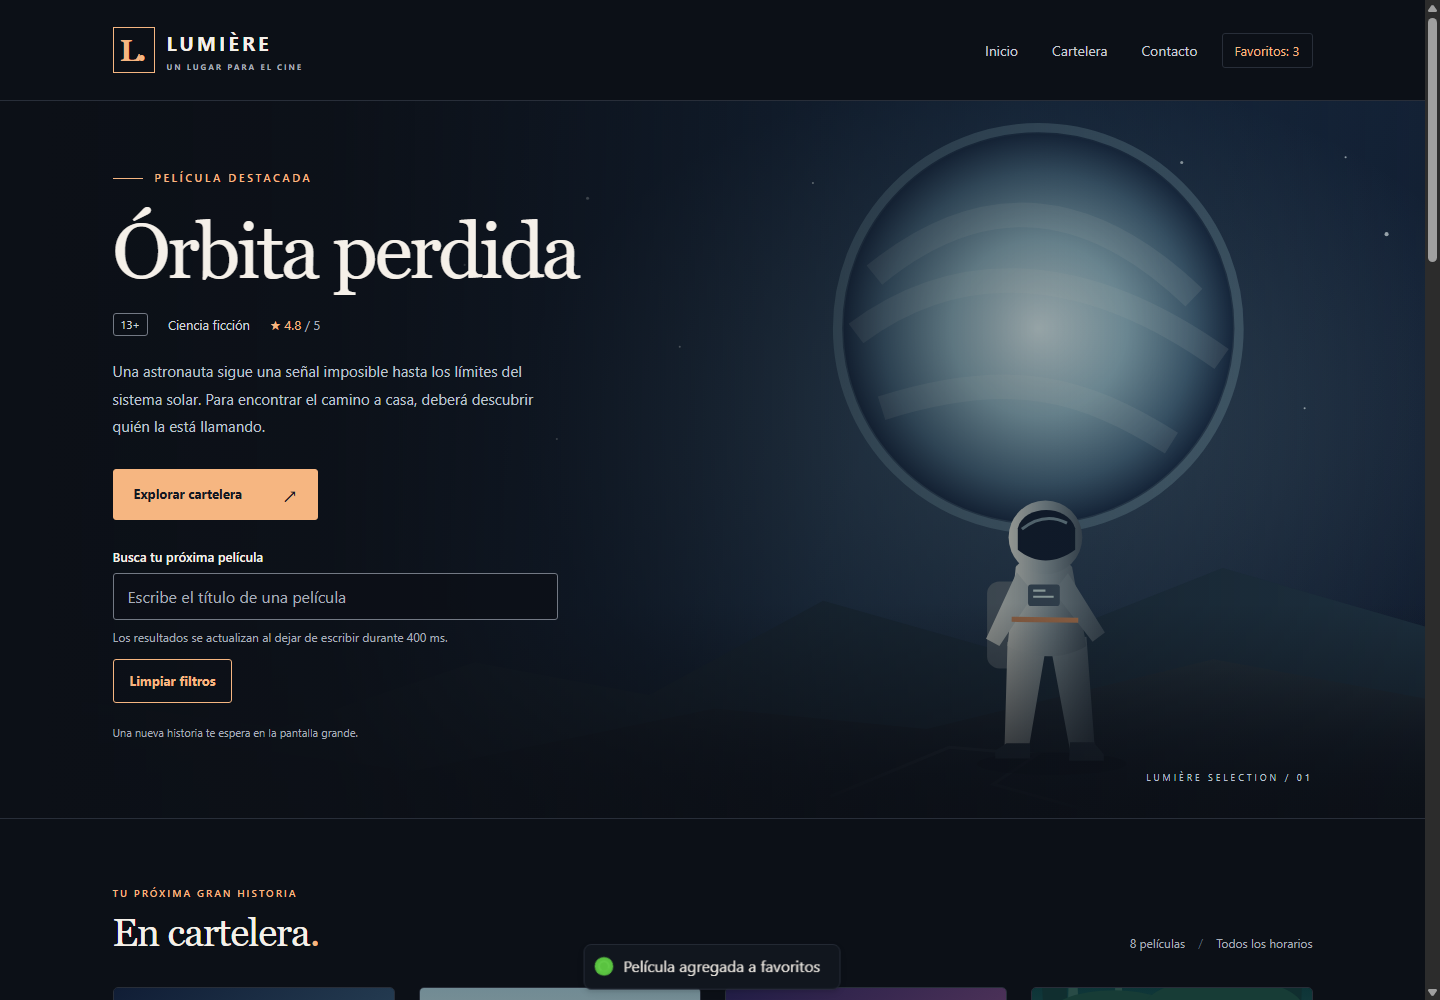 L.
LUMIÈRE
UN LUGAR PARA EL CINE
Inicio
Cartelera
Contacto
Favoritos: 3
PELÍCULA DESTACADA
Órbita perdida
13+
Ciencia ficción
★ 4.8 / 5
Una astronauta sigue una señal imposible hasta los límites del
sistema solar. Para encontrar el camino a casa, deberá descubrir
quién la está llamando.
Explorar cartelera ↗
Busca tu próxima película
Escribe el título de una película
Los resultados se actualizan al dejar de escribir durante 400 ms.
Limpiar filtros
Una nueva historia te espera en la pantalla grande.
LUMIÈRE SELECTION / 01
TU PRÓXIMA GRAN HISTORIA
En cartelera.
8 películas / Todos los horarios
Película agregada a favoritos